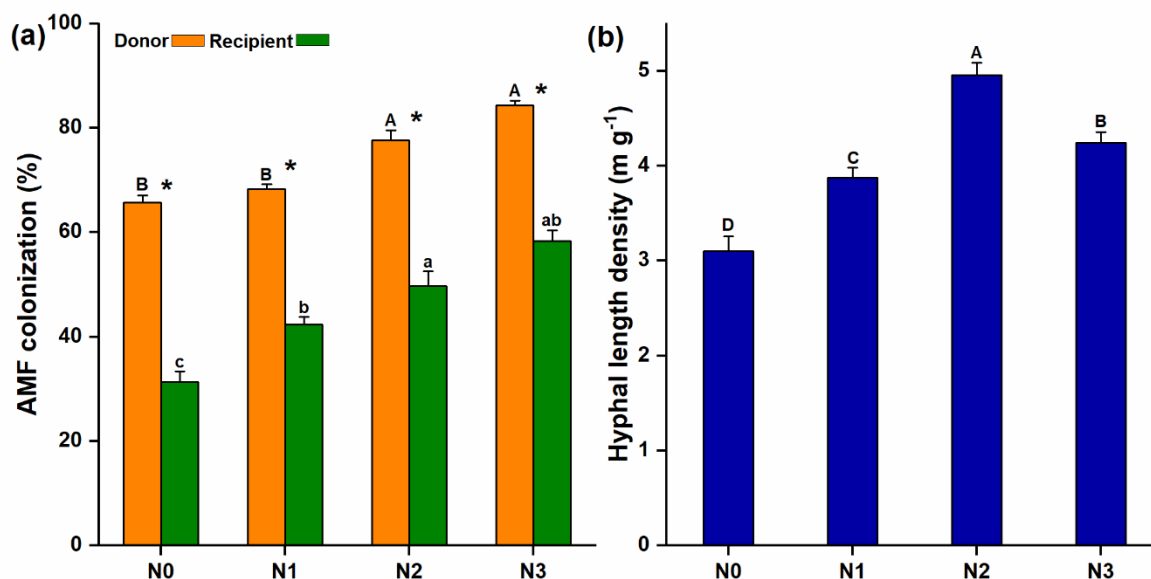 (a)
Donor Recipient
AMF colonization (%)
100
80
60
40
20
0
B *
c
B *
b
A *
a
A *
ab
N0 N1 N2 N3
(b)
Hyphal length density (m g-1)
5
4
3
2
1
0
D
C
A
B
N0 N1 N2 N3